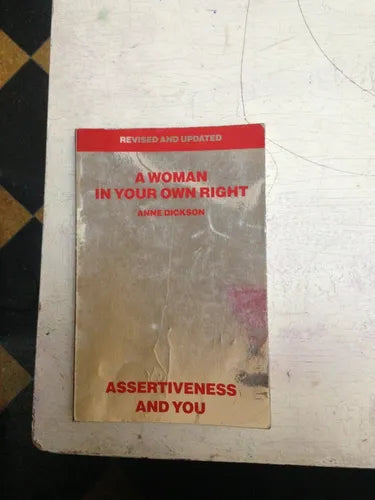 REVISED AND UPDATED
A WOMAN
IN YOUR OWN RIGHT
ANNE DICKSON
ASSERTIVENESS
AND YOU